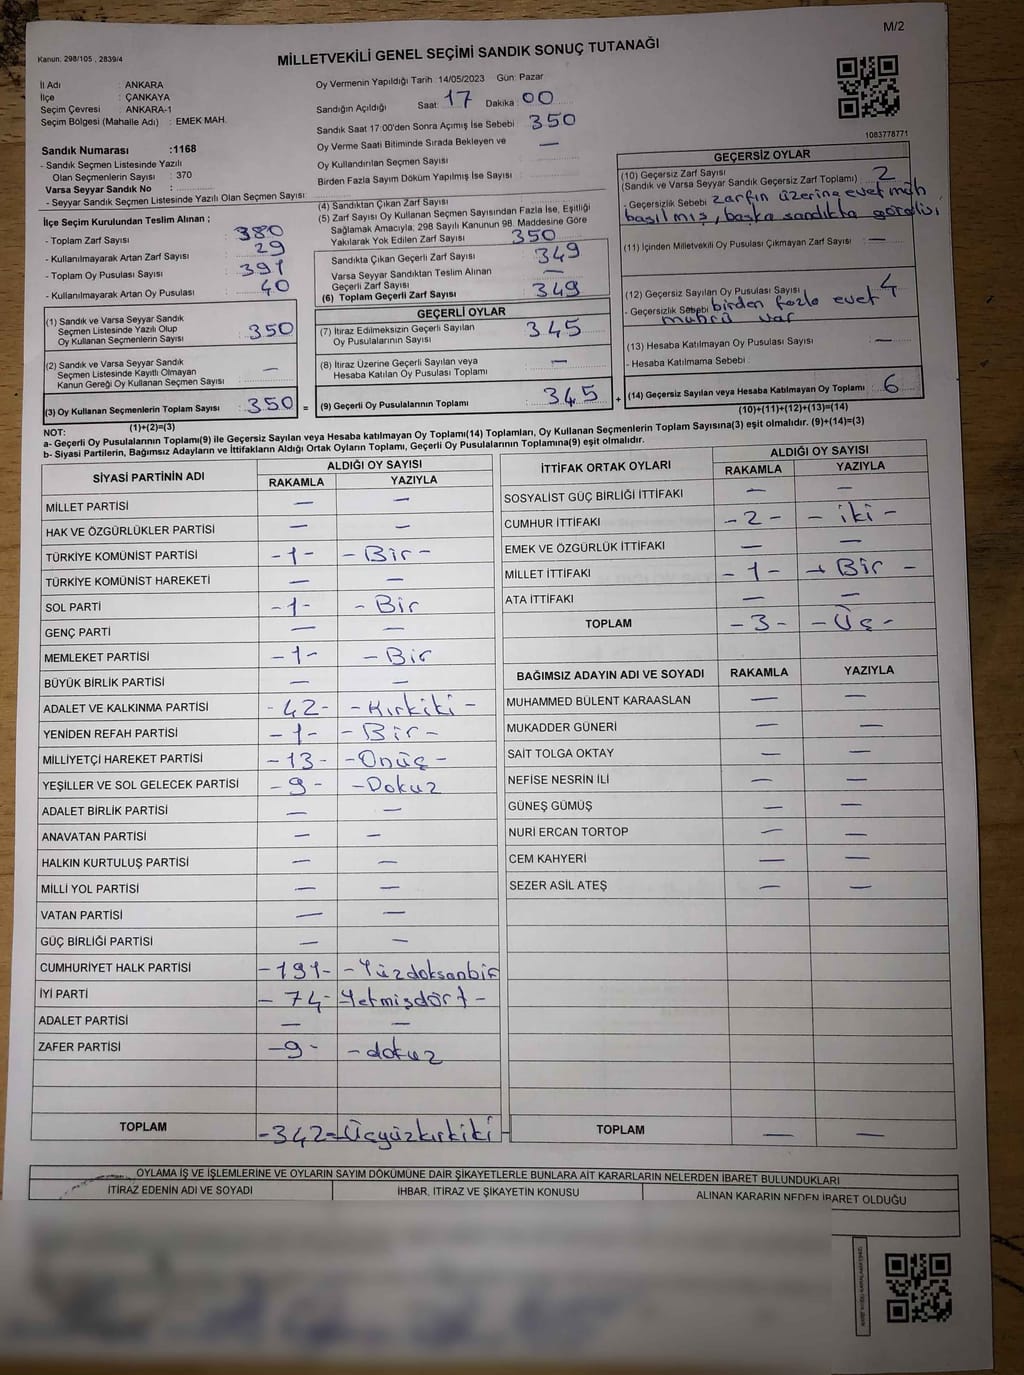 M/2
Kanun: 298/105 , 2839/4
MİLLETVEKİLİ GENEL SEÇİMİ SANDIK SONUÇ TUTANAĞI
İl Adı : ANKARA
İlçe : ÇANKAYA
Seçim Çevresi : ANKARA-1
Seçim Bölgesi (Mahalle Adı) : EMEK MAH.
Sandık Numarası :1168
- Sandık Seçmen Listesinde Yazılı
Olan Seçmenlerin Sayısı : 370
Varsa Seyyar Sandık No :
- Seyyar Sandık Seçmen Listesinde Yazılı Olan Seçmen Sayısı :
Oy Vermenin Yapıldığı Tarih : 14/05/2023 Gün: Pazar
Sandığın Açıldığı Saat: 17 Dakika : 00
Sandık Saat 17:00'den Sonra Açımış İse Sebebi : 350
Oy Verme Saati Bitiminde Sırada Bekleyen ve
Oy Kullandırılan Seçmen Sayısı : —
Birden Fazla Sayım Döküm Yapılmış İse Sayısı :
1083778771
İlçe Seçim Kurulundan Teslim Alınan ;
- Toplam Zarf Sayısı : 380
- Kullanılmayarak Artan Zarf Sayısı : 29
- Toplam Oy Pusulası Sayısı : 391
- Kullanılmayarak Artan Oy Pusulası : 40
(1) Sandık ve Varsa Seyyar Sandık
Seçmen Listesinde Yazılı Olup
Oy Kullanan Seçmenlerin Sayısı : 350
(2) Sandık ve Varsa Seyyar Sandık
Seçmen Listesinde Kayıtlı Olmayan
Kanun Gereği Oy Kullanan Seçmen Sayısı : —
(3) Oy Kullanan Seçmenlerin Toplam Sayısı : 350 =
(1)+(2)=(3)
(4) Sandıktan Çıkan Zarf Sayısı :
(5) Zarf Sayısı Oy Kullanan Seçmen Sayısından Fazla İse, Eşitliği
Sağlamak Amacıyla; 298 Sayılı Kanunun 98. Maddesine Göre
Yakılarak Yok Edilen Zarf Sayısı : 350
Sandıkta Çıkan Geçerli Zarf Sayısı : 349
Varsa Seyyar Sandıktan Teslim Alınan
Geçerli Zarf Sayısı : —
(6) Toplam Geçerli Zarf Sayısı : 349
GEÇERLİ OYLAR
(7) İtiraz Edilmeksizin Geçerli Sayılan
Oy Pusulalarının Sayısı : 345
(8) İtiraz Üzerine Geçerli Sayılan veya
Hesaba Katılan Oy Pusulası Toplamı : —
(9) Geçerli Oy Pusulalarının Toplamı : 345 +
GEÇERSİZ OYLAR
(10) Geçersiz Zarf Sayısı
(Sandık ve Varsa Seyyar Sandık Geçersiz Zarf Toplamı) : 2
- Geçersizlik Sebebi : zarfın üzerine evet müh
basılmış, başka sandıkta
(11) İçinden Milletvekili Oy Pusulası Çıkmayan Zarf Sayısı : —
(12) Geçersiz Sayılan Oy Pusulası Sayısı : 4
- Geçersizlik Sebebi : birden fazla evet
mührü var
(13) Hesaba Katılmayan Oy Pusulası Sayısı : —
- Hesaba Katılmama Sebebi :
(14) Geçersiz Sayılan veya Hesaba Katılmayan Oy Toplamı : 6
(10)+(11)+(12)+(13)=(14)
NOT:
a- Geçerli Oy Pusulalarının Toplamı(9) ile Geçersiz Sayılan veya Hesaba katılmayan Oy Toplamı(14) Toplamları, Oy Kullanan Seçmenlerin Toplam Sayısına(3) eşit olmalıdır. (9)+(14)=(3)
b- Siyasi Partilerin, Bağımsız Adayların ve İttifakların Aldığı Ortak Oyların Toplamı, Geçerli Oy Pusulalarının Toplamına(9) eşit olmalıdır.
SİYASİ PARTİNİN ADI ALDIĞI OY SAYISI
RAKAMLA YAZIYLA
MİLLET PARTİSİ — —
HAK VE ÖZGÜRLÜKLER PARTİSİ — —
TÜRKİYE KOMÜNİST PARTİSİ -1- -Bir-
TÜRKİYE KOMÜNİST HAREKETİ — —
SOL PARTİ -1- -Bir
GENÇ PARTİ — —
MEMLEKET PARTİSİ -1- -Bir
BÜYÜK BİRLİK PARTİSİ — —
ADALET VE KALKINMA PARTİSİ -42- -Kırkiki-
YENİDEN REFAH PARTİSİ -1- -Bir-
MİLLİYETÇİ HAREKET PARTİSİ -13- -Onüç-
YEŞİLLER VE SOL GELECEK PARTİSİ -9- -Dokuz
ADALET BİRLİK PARTİSİ — —
ANAVATAN PARTİSİ — —
HALKIN KURTULUŞ PARTİSİ — —
MİLLİ YOL PARTİSİ — —
VATAN PARTİSİ — —
GÜÇ BİRLİĞİ PARTİSİ — —
CUMHURİYET HALK PARTİSİ -191- -Yüzdoksanbir
İYİ PARTİ -74- Yetmişdört-
ADALET PARTİSİ — —
ZAFER PARTİSİ -9- -dokuz
TOPLAM -342- Üçyüzkırkiki-
İTTİFAK ORTAK OYLARI ALDIĞI OY SAYISI
RAKAMLA YAZIYLA
SOSYALİST GÜÇ BİRLİĞİ İTTİFAKI — —
CUMHUR İTTİFAKI -2- -iki-
EMEK VE ÖZGÜRLÜK İTTİFAKI — —
MİLLET İTTİFAKI -1- -Bir-
ATA İTTİFAKI — —
TOPLAM -3- -Üç-
BAĞIMSIZ ADAYIN ADI VE SOYADI RAKAMLA YAZIYLA
MUHAMMED BÜLENT KARAASLAN — —
MUKADDER GÜNERİ — —
SAİT TOLGA OKTAY — —
NEFİSE NESRİN İLİ — —
GÜNEŞ GÜMÜŞ — —
NURİ ERCAN TORTOP — —
CEM KAHYERİ — —
SEZER ASİL ATEŞ — —
TOPLAM — —
OYLAMA İŞ VE İŞLEMLERİNE VE OYLARIN SAYIM DÖKÜMÜNE DAİR ŞİKAYETLERLE BUNLARA AİT KARARLARIN NELERDEN İBARET BULUNDUKLARI
İTİRAZ EDENİN ADI VE SOYADI İHBAR, İTİRAZ VE ŞİKAYETİN KONUSU ALINAN KARARIN NEDEN İBARET OLDUĞU